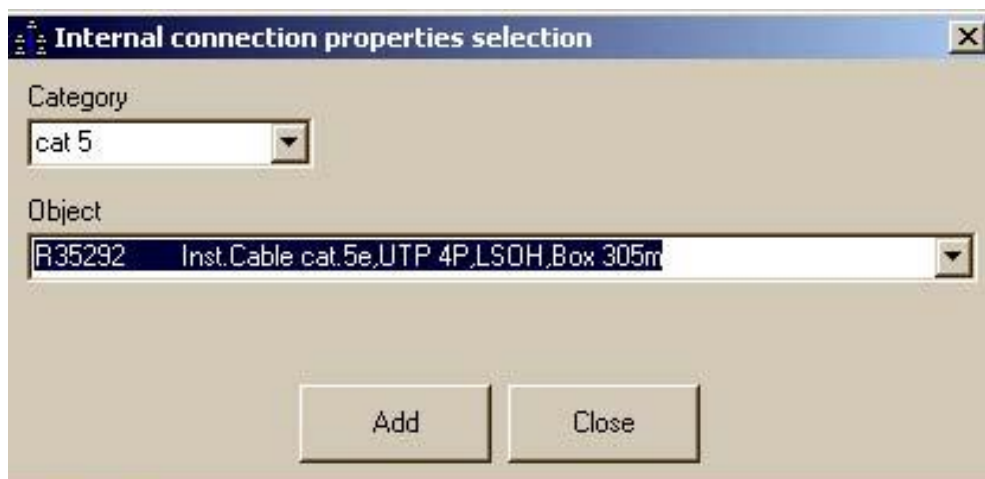 Internal connection properties selection
Category
cat 5
Object
R35292 Inst.Cable cat.5e,UTP 4P,LSOH,Box 305m
Add Close